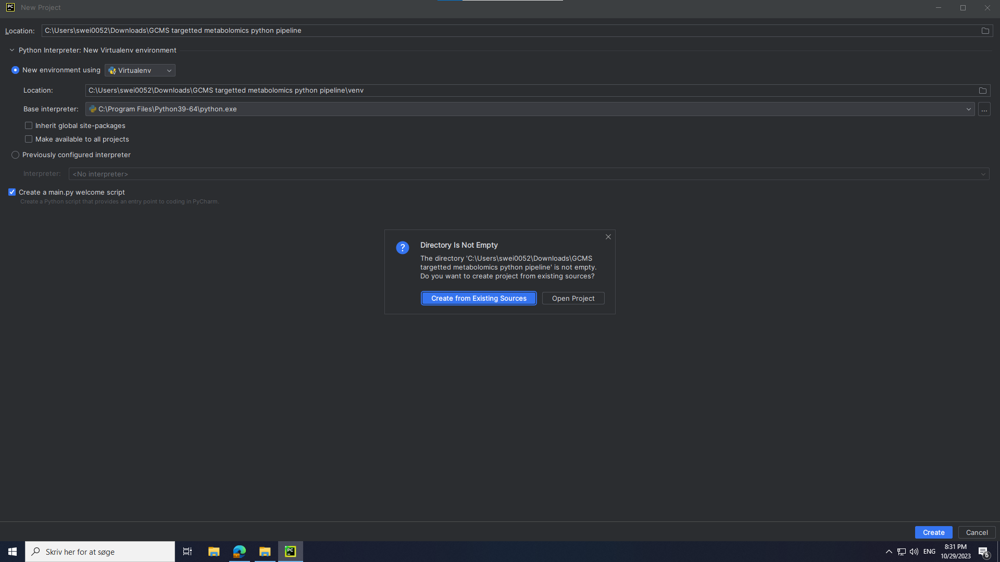 PC New Project
Location: C:\Users\swei0052\Downloads\GCMS targetted metabolomics python pipeline
Python Interpreter: New Virtualenv environment
New environment using Virtualenv
Location: C:\Users\swei0052\Downloads\GCMS targetted metabolomics python pipeline\venv
Base interpreter: C:\Program Files\Python39-64\python.exe ...
Inherit global site-packages
Make available to all projects
Previously configured interpreter
Interpreter: <No interpreter>
Create a main.py welcome script
Create a Python script that provides an entry point to coding in PyCharm.
? Directory Is Not Empty
The directory 'C:\Users\swei0052\Downloads\GCMS
targetted metabolomics python pipeline' is not empty.
Do you want to create project from existing sources?
Create from Existing Sources Open Project
Create Cancel
Skriv her for at søge PC ENG 8:31 PM
10/29/2023 6